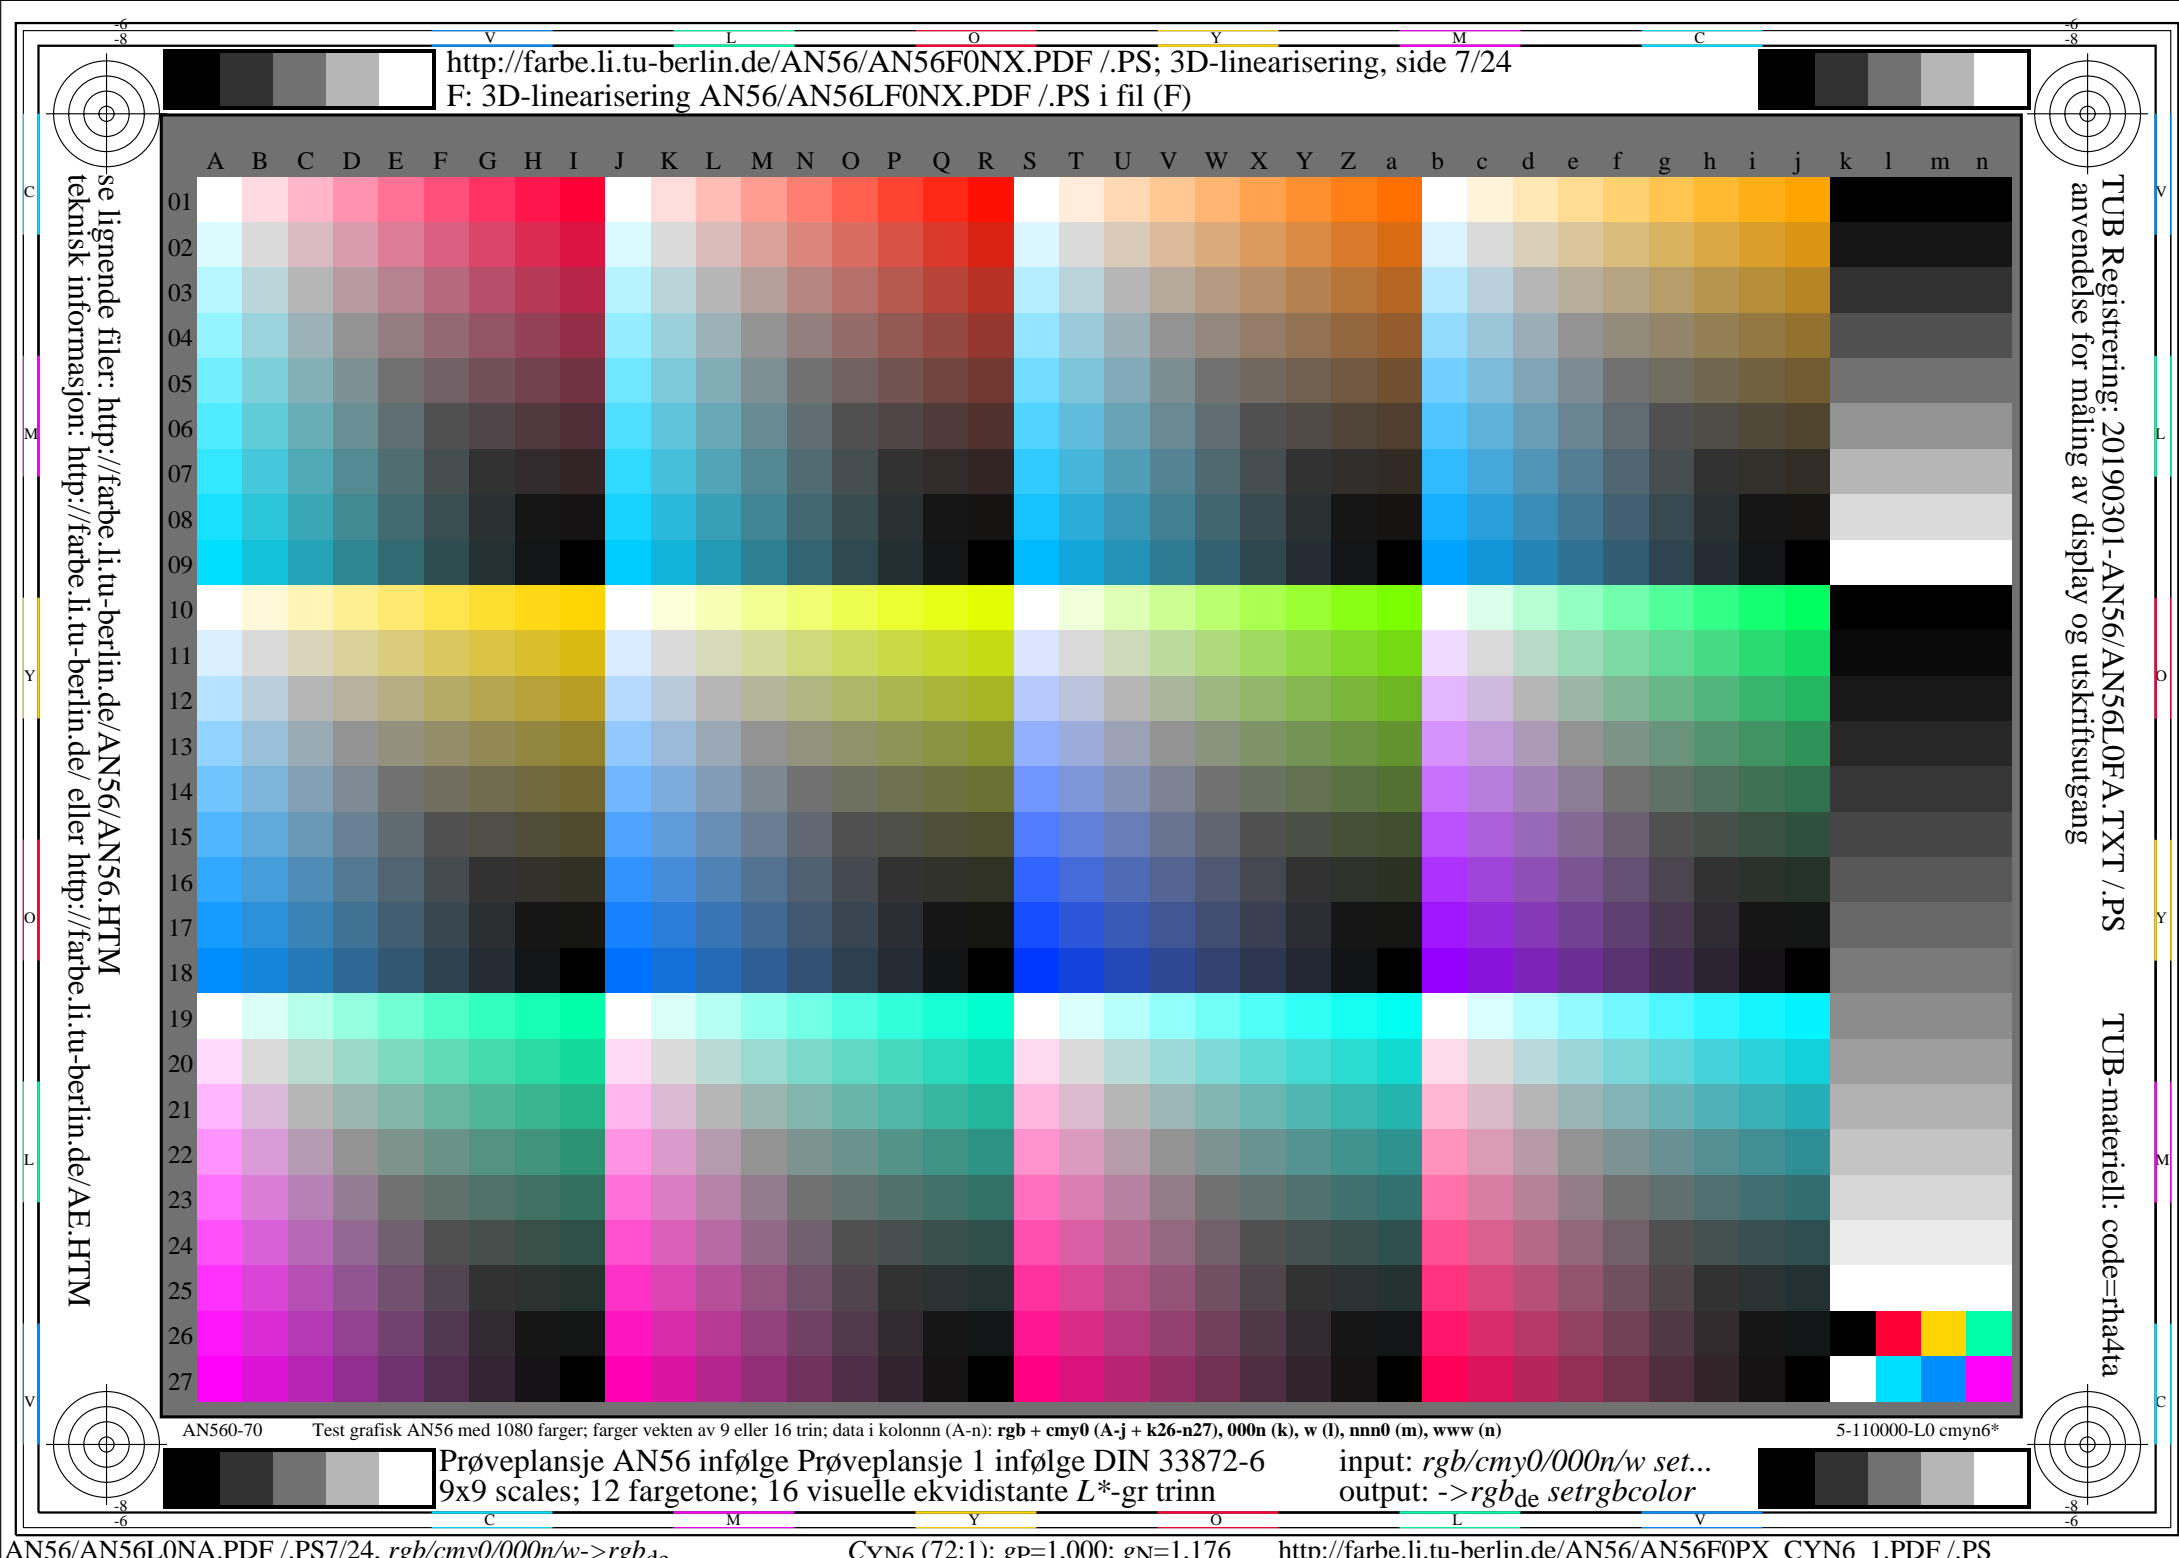 -6
-8
-6
-8
V L O Y M C
http://farbe.li.tu-berlin.de/AN56/AN56F0NX.PDF /.PS; 3D-linearisering, side 7/24
F: 3D-linearisering AN56/AN56LF0NX.PDF /.PS i fil (F)
se lignende filer: http://farbe.li.tu-berlin.de/AN56/AN56.HTM
teknisk informasjon: http://farbe.li.tu-berlin.de/ eller http://farbe.li.tu-berlin.de/AE.HTM
C
M
Y
O
L
V
A B C D E F G H I J K L M N O P Q R S T U V W X Y Z a b c d e f g h i j k l m n
01
02
03
04
05
06
07
08
09
10
11
12
13
14
15
16
17
18
19
20
21
22
23
24
25
26
27
TUB Registrering: 20190301-AN56/AN56L0FA.TXT /.PS TUB-materiell: code=rha4ta
anvendelse for måling av display og utskriftsutgang
V
L
O
Y
M
C
AN560-70 Test grafisk AN56 med 1080 farger; farger vekten av 9 eller 16 trin; data i kolonnn (A-n): rgb + cmy0 (A-j + k26-n27), 000n (k), w (l), nnn0 (m), www (n) 5-110000-L0 cmyn6*
Prøveplansje AN56 infølge Prøveplansje 1 infølge DIN 33872-6 input: rgb/cmy0/000n/w set...
9x9 scales; 12 fargetone; 16 visuelle ekvidistante L*-gr trinn output: ->rgbde setrgbcolor
-8
-6
-8
-6
C M Y O L V
AN56/AN56L0NA.PDF /.PS7/24, rgb/cmy0/000n/w->rgbde CYN6 (72:1): gP=1.000; gN=1.176 http://farbe.li.tu-berlin.de/AN56/AN56F0PX_CYN6_1.PDF /.PS